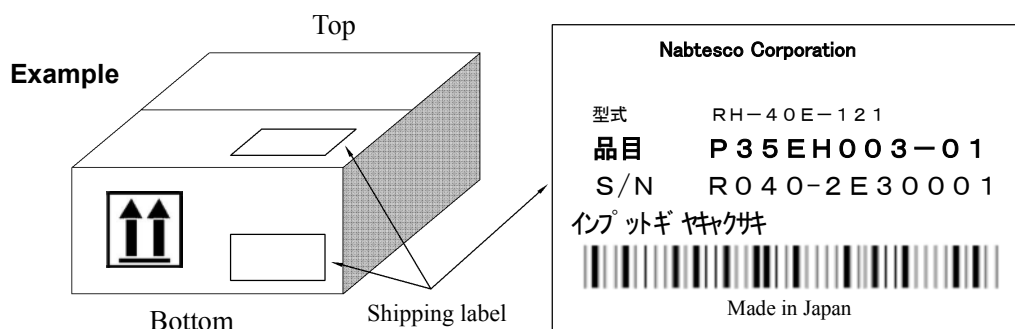 Top
Example
Bottom
Shipping label
Nabtesco Corporation
型式 RH－40E－121
品目 P35EH003－01
S/N R040-2E30001
インプットギヤキャクサキ
Made in Japan